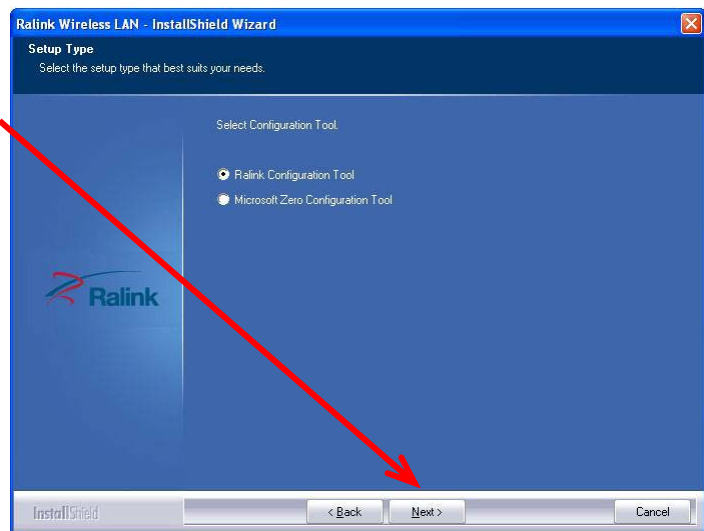 Ralink Wireless LAN - InstallShield Wizard
Setup Type
Select the setup type that best suits your needs.
Select Configuration Tool.
Ralink Configuration Tool
Microsoft Zero Configuration Tool
Ralink
InstallShield
< Back
Next >
Cancel